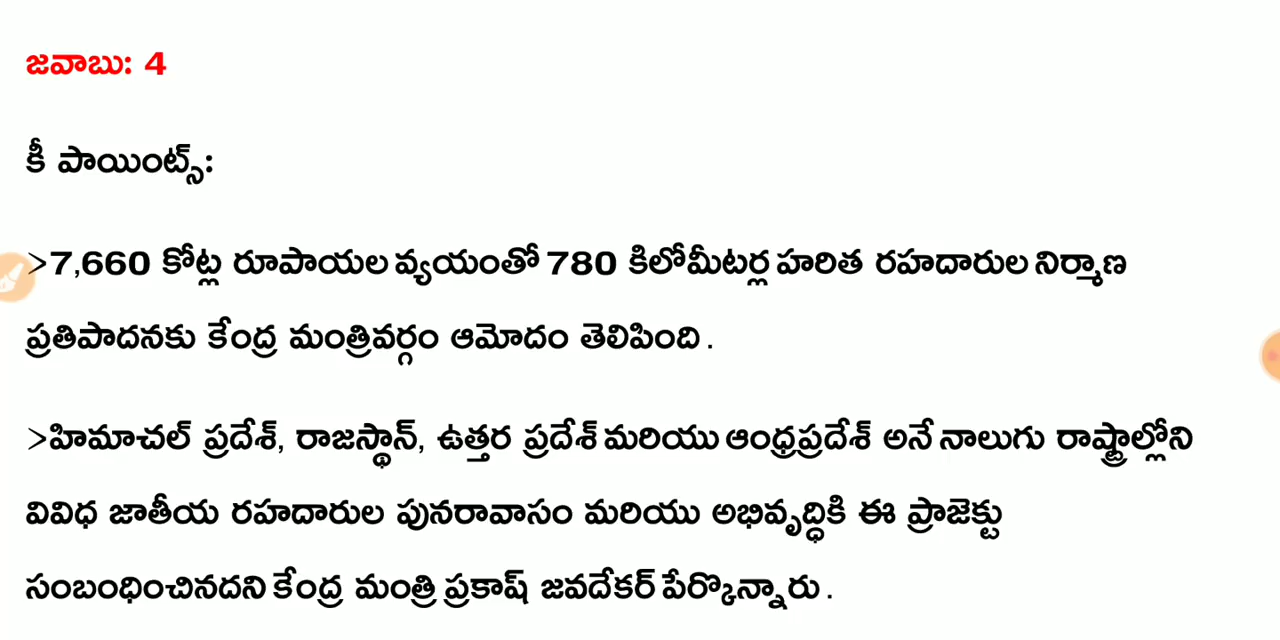 జవాబు: 4
కీ పాయింట్స్:
>7,660 కోట్ల రూపాయల వ్యయంతో 780 కిలోమీటర్ల హరిత రహదారుల నిర్మాణ
ప్రతిపాదనకు కేంద్ర మంత్రివర్గం ఆమోదం తెలిపింది.
>హిమాచల్ ప్రదేశ్, రాజస్థాన్, ఉత్తర ప్రదేశ్ మరియు ఆంధ్రప్రదేశ్ అనే నాలుగు రాష్ట్రాల్లోని
వివిధ జాతీయ రహదారుల పునరావాసం మరియు అభివృద్ధికి ఈ ప్రాజెక్టు
సంబంధించినదని కేంద్ర మంత్రి ప్రకాష్ జవదేకర్ పేర్కొన్నారు.